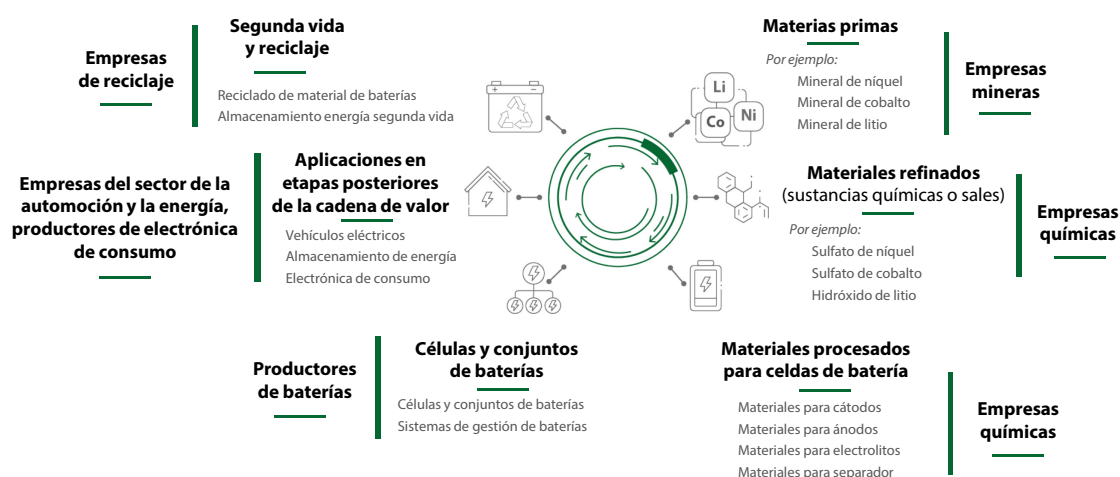 Segunda vida
y reciclaje
Empresas
de reciclaje
Reciclado de material de baterías
Almacenamiento energía segunda vida
Materias primas
Por ejemplo:
Mineral de níquel
Mineral de cobalto
Mineral de litio
Empresas
mineras
Li
Co
Ni
Aplicaciones en
etapas posteriores
de la cadena de valor
Empresas del sector de la
automoción y la energía,
productores de electrónica
de consumo
Vehículos eléctricos
Almacenamiento de energía
Electrónica de consumo
Materiales refinados
(sustancias químicas o sales)
Por ejemplo:
Sulfato de níquel
Sulfato de cobalto
Hidróxido de litio
Empresas
químicas
Células y conjuntos
de baterías
Productores
de baterías
Células y conjuntos de baterías
Sistemas de gestión de baterías
Materiales procesados
para celdas de batería
Materiales para cátodos
Materiales para ánodos
Materiales para electrolitos
Materiales para separador
Empresas
químicas